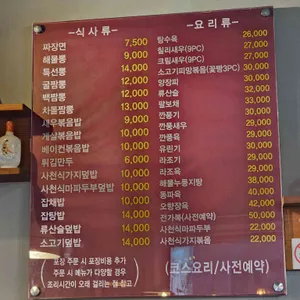 -식 사 류-
짜장면 7,500
해물뽕 9,000
특선뽕 14,000
굴짬뽕 12,000
백짬뽕 12,000
차돌짬뽕 13,000
새우볶음밥 9,000
게살볶음밥 10,000
베이컨볶음밥 10,000
튀김만두 6,000
사천식잡채덮밥 10,000
사천식마파두부덮밥 10,000
잡채밥 10,000
잡탕밥 14,000
류산슬덮밥 14,000
소고기덮밥 14,000
포장 주문 시 포장비용 추가
주문 시 메뉴가 다양할 경우
조리시간이 오래 걸리는 점 참고
-요 리 류-
탕수육 26,000
칠리새우(9PC) 27,000
크림새우(9PC) 27,000
소고기피망볶음(꽃빵3PC) 30,000
양장피 30,000
류산슬 32,000
팔보채 33,000
깐풍기 30,000
깐풍새우 29,000
깐풍육 29,000
유린기 30,000
라조기 29,000
라조육 29,000
해물누룽지탕 38,000
동파육 40,000
오향장육 42,000
전가복(사전예약) 50,000
사천식마파두부 22,000
사천식가지볶음 22,000
(코스요리/사전예약)